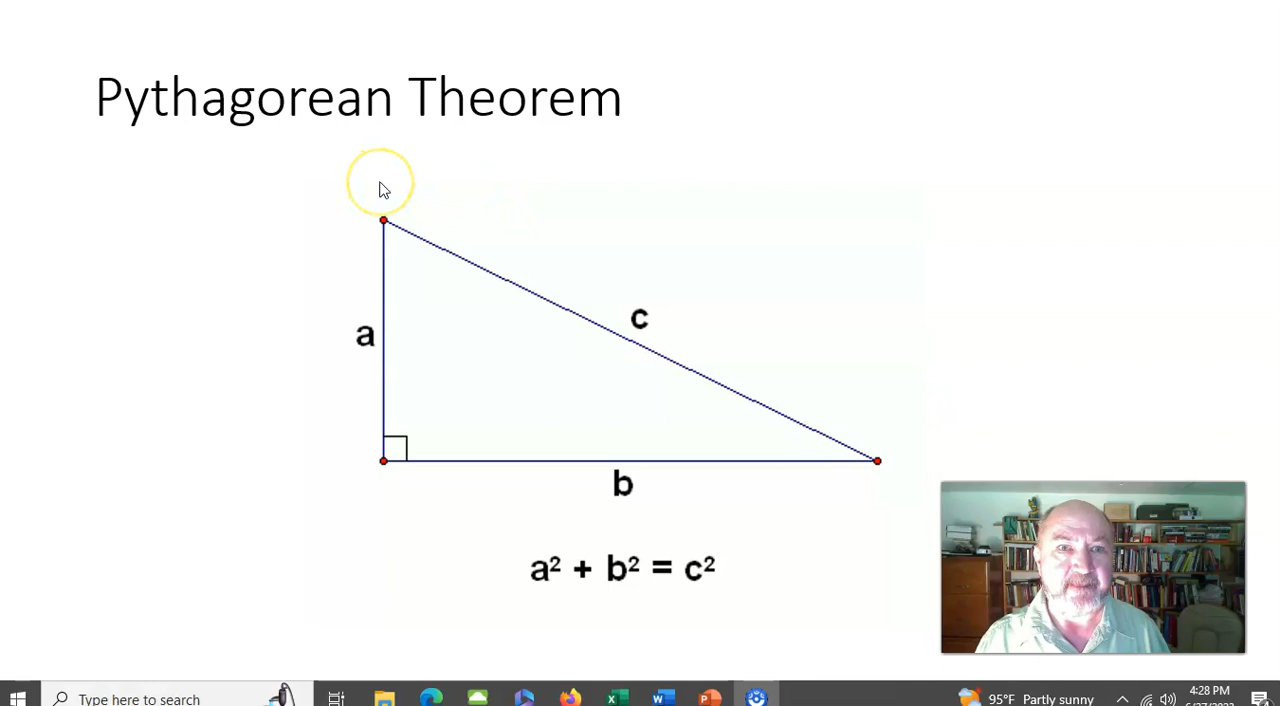 Pythagorean Theorem
a
c
b
a² + b² = c²
Type here to search
95°F Partly sunny
4:28 PM